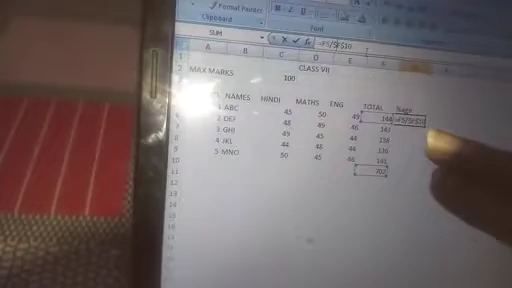 Format Painter
Clipboard
Font
B I U
SUM
=F5/$F$10
A B C D E
CLASS VII
MAX MARKS 100
NAMES HINDI MATHS ENG TOTAL %age
1 ABC 45 50 49 144 =F5/$F$10
2 DEF 48 49 46 143
3 GHI 49 45 44 138
4 JKL 44 48 44 136
5 MNO 50 45 46 141
702